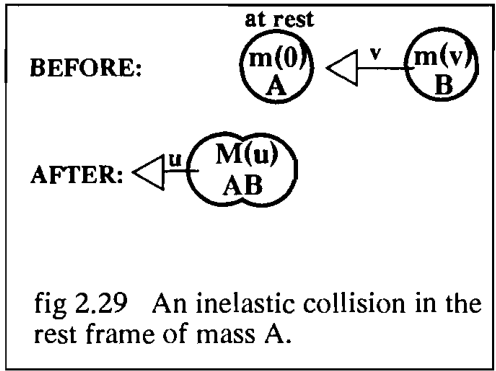 at rest
BEFORE: m(0) A v m(v) B
AFTER: u M(u) AB
fig 2.29 An inelastic collision in the
rest frame of mass A.